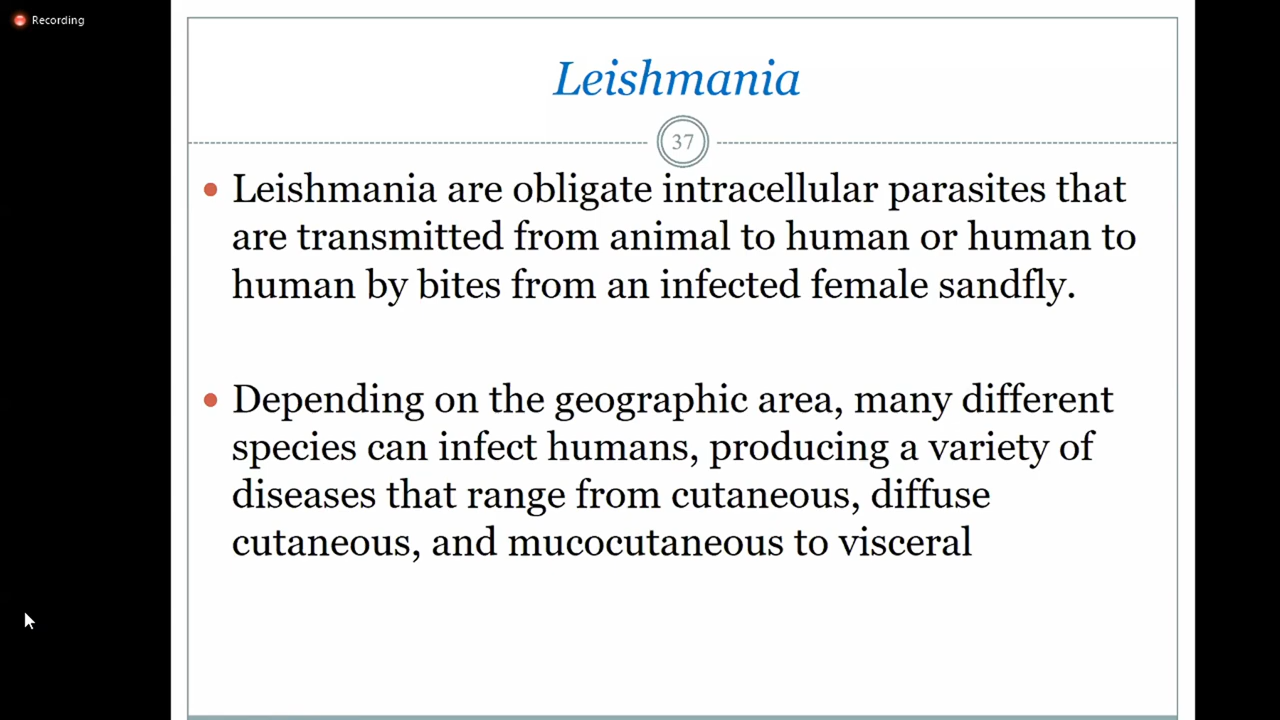 Recording
Leishmania
37
Leishmania are obligate intracellular parasites that
are transmitted from animal to human or human to
human by bites from an infected female sandfly.
Depending on the geographic area, many different
species can infect humans, producing a variety of
diseases that range from cutaneous, diffuse
cutaneous, and mucocutaneous to visceral